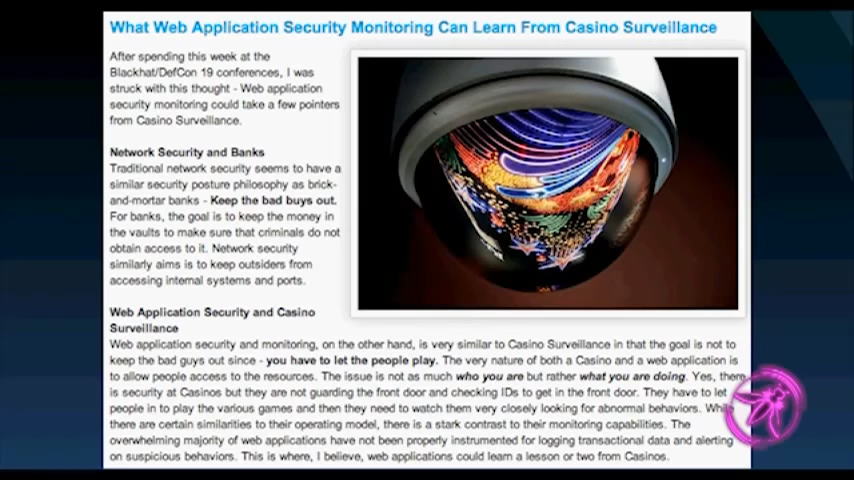 What Web Application Security Monitoring Can Learn From Casino Surveillance
After spending this week at the
Blackhat/DefCon 19 conferences, I was
struck with this thought - Web application
security monitoring could take a few pointers
from Casino Surveillance.
Network Security and Banks
Traditional network security seems to have a
similar security posture philosophy as brick-
and-mortar banks - Keep the bad buys out.
For banks, the goal is to keep the money in
the vaults to make sure that criminals do not
obtain access to it. Network security
similarly aims is to keep outsiders from
accessing internal systems and ports.
Web Application Security and Casino
Surveillance
Web application security and monitoring, on the other hand, is very similar to Casino Surveillance in that the goal is not to
keep the bad guys out since - you have to let the people play. The very nature of both a Casino and a web application is
to allow people access to the resources. The issue is not as much who you are but rather what you are doing. Yes, there
is security at Casinos but they are not guarding the front door and checking IDs to get in the front door. They have to let
people in to play the various games and then they need to watch them very closely looking for abnormal behaviors. While
there are certain similarities to their operating model, there is a stark contrast to their monitoring capabilities. The
overwhelming majority of web applications have not been properly instrumented for logging transactional data and alerting
on suspicious behaviors. This is where, I believe, web applications could learn a lesson or two from Casinos.